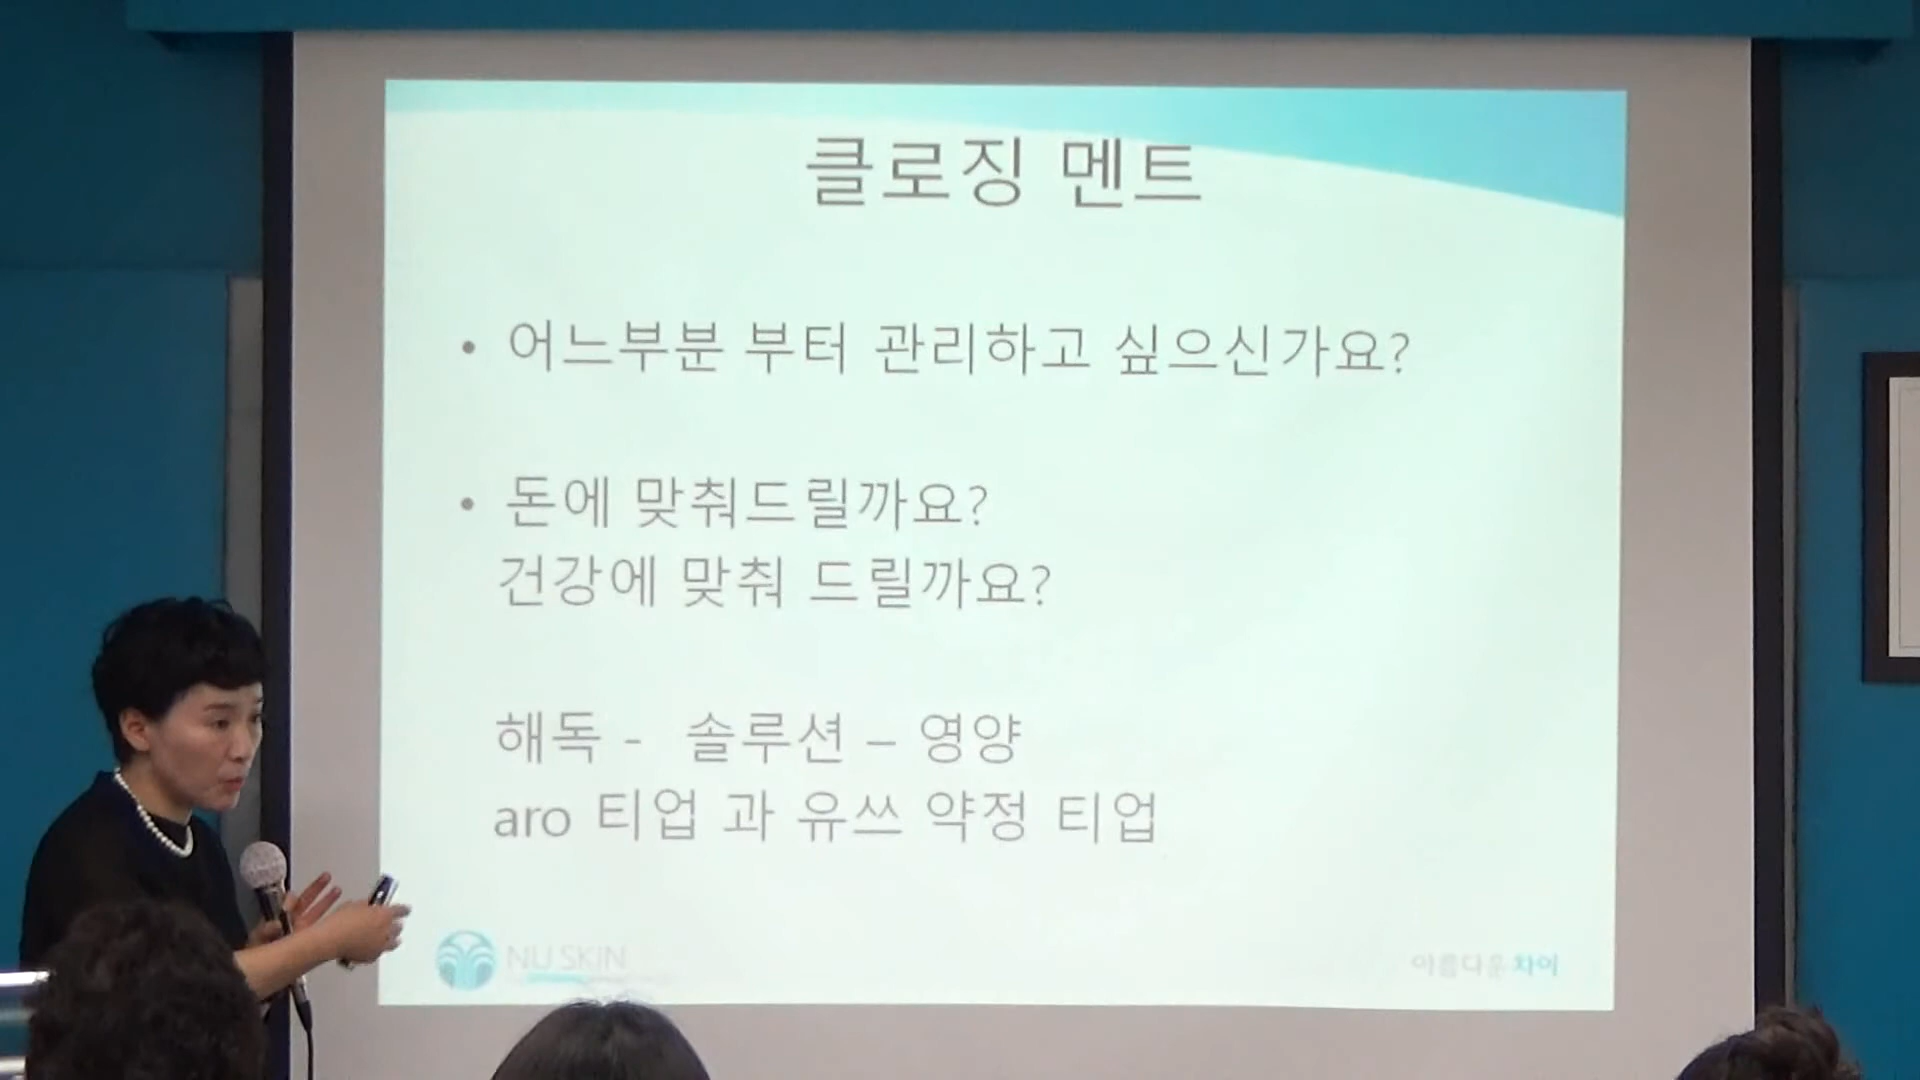 클로징 멘트
• 어느부분 부터 관리하고 싶으신가요?
• 돈에 맞춰드릴까요?
건강에 맞춰 드릴까요?
해독 - 솔루션 – 영양
aro 티업 과 유쓰 약정 티업
NU SKIN
아름다운 차이